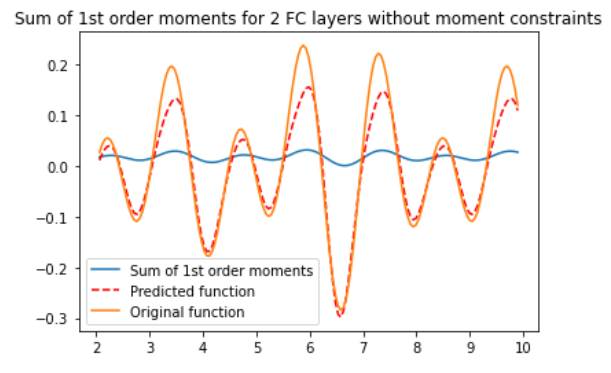 Sum of 1st order moments for 2 FC layers without moment constraints
0.2
0.1
0.0
−0.1
−0.2
−0.3
Sum of 1st order moments
Predicted function
Original function
2 3 4 5 6 7 8 9 10